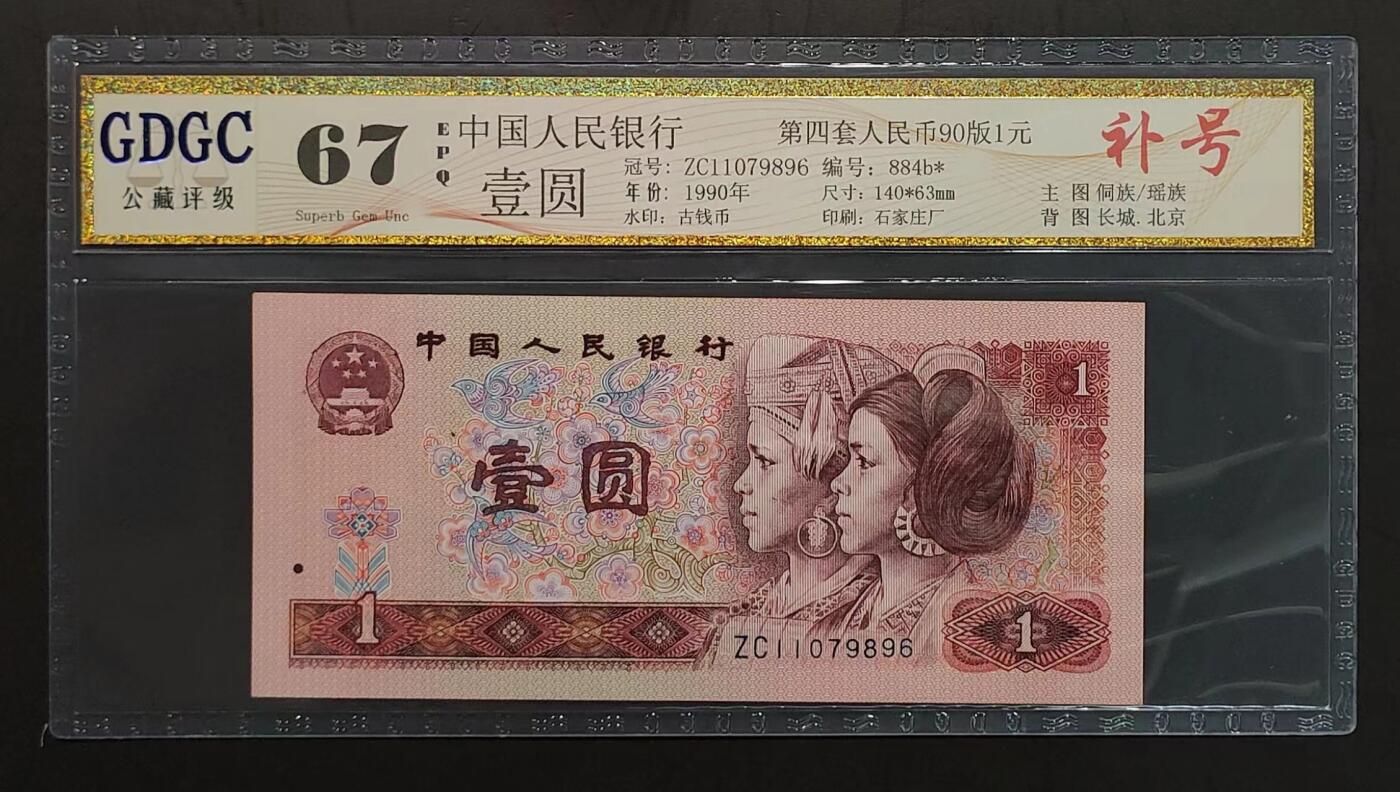 GDGC
公藏评级
67
EPQ
Superb Gem Unc
中国人民银行
壹圆
第四套人民币90版1元
冠号: ZC11079896 编号: 884b*
年份: 1990年 尺寸: 140*63mm
水印: 古钱币 印刷: 石家庄厂
主 图 侗族/瑶族
背 图 长城.北京
补号
中国人民银行
1
壹圆
1
ZC11079896
1